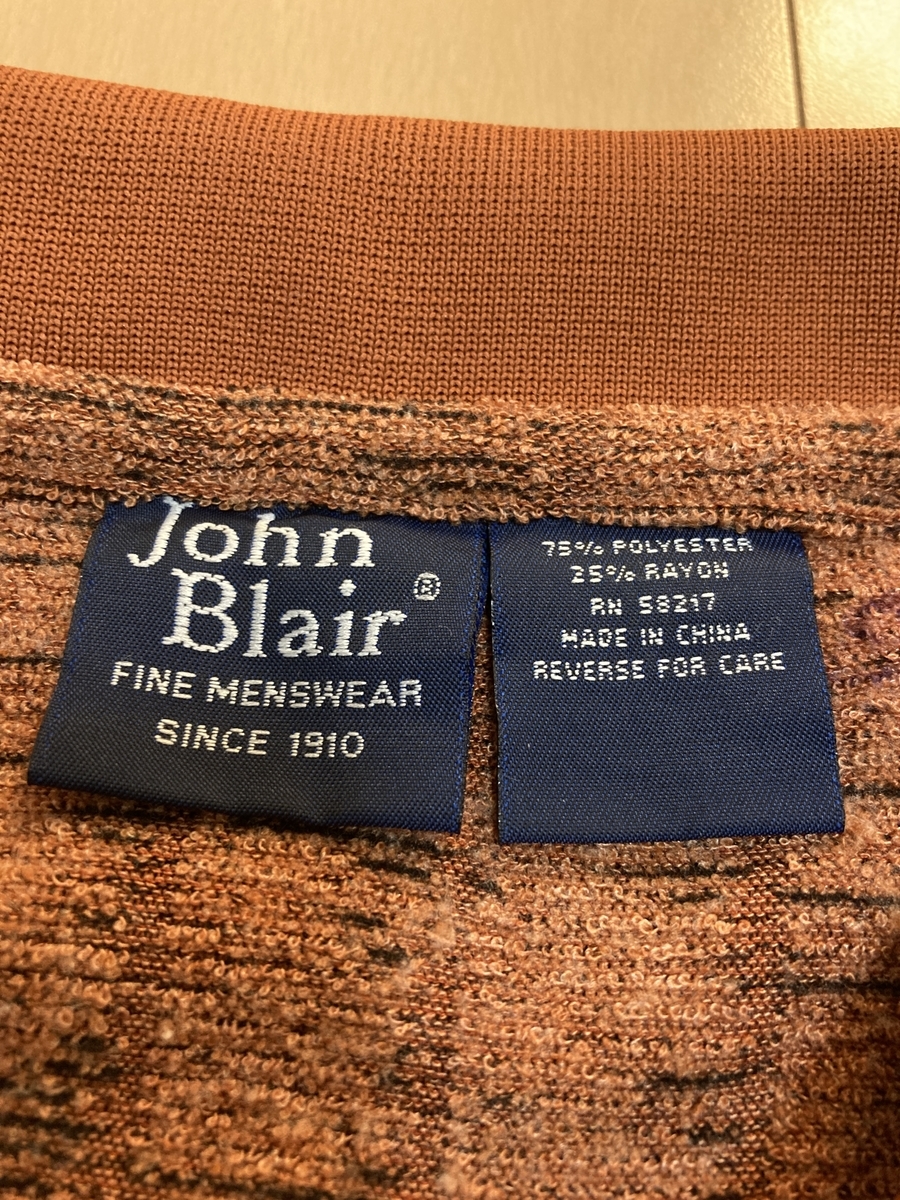 John
Blair®
FINE MENSWEAR
SINCE 1910
75% POLYESTER
25% RAYON
RN 58217
MADE IN CHINA
REVERSE FOR CARE